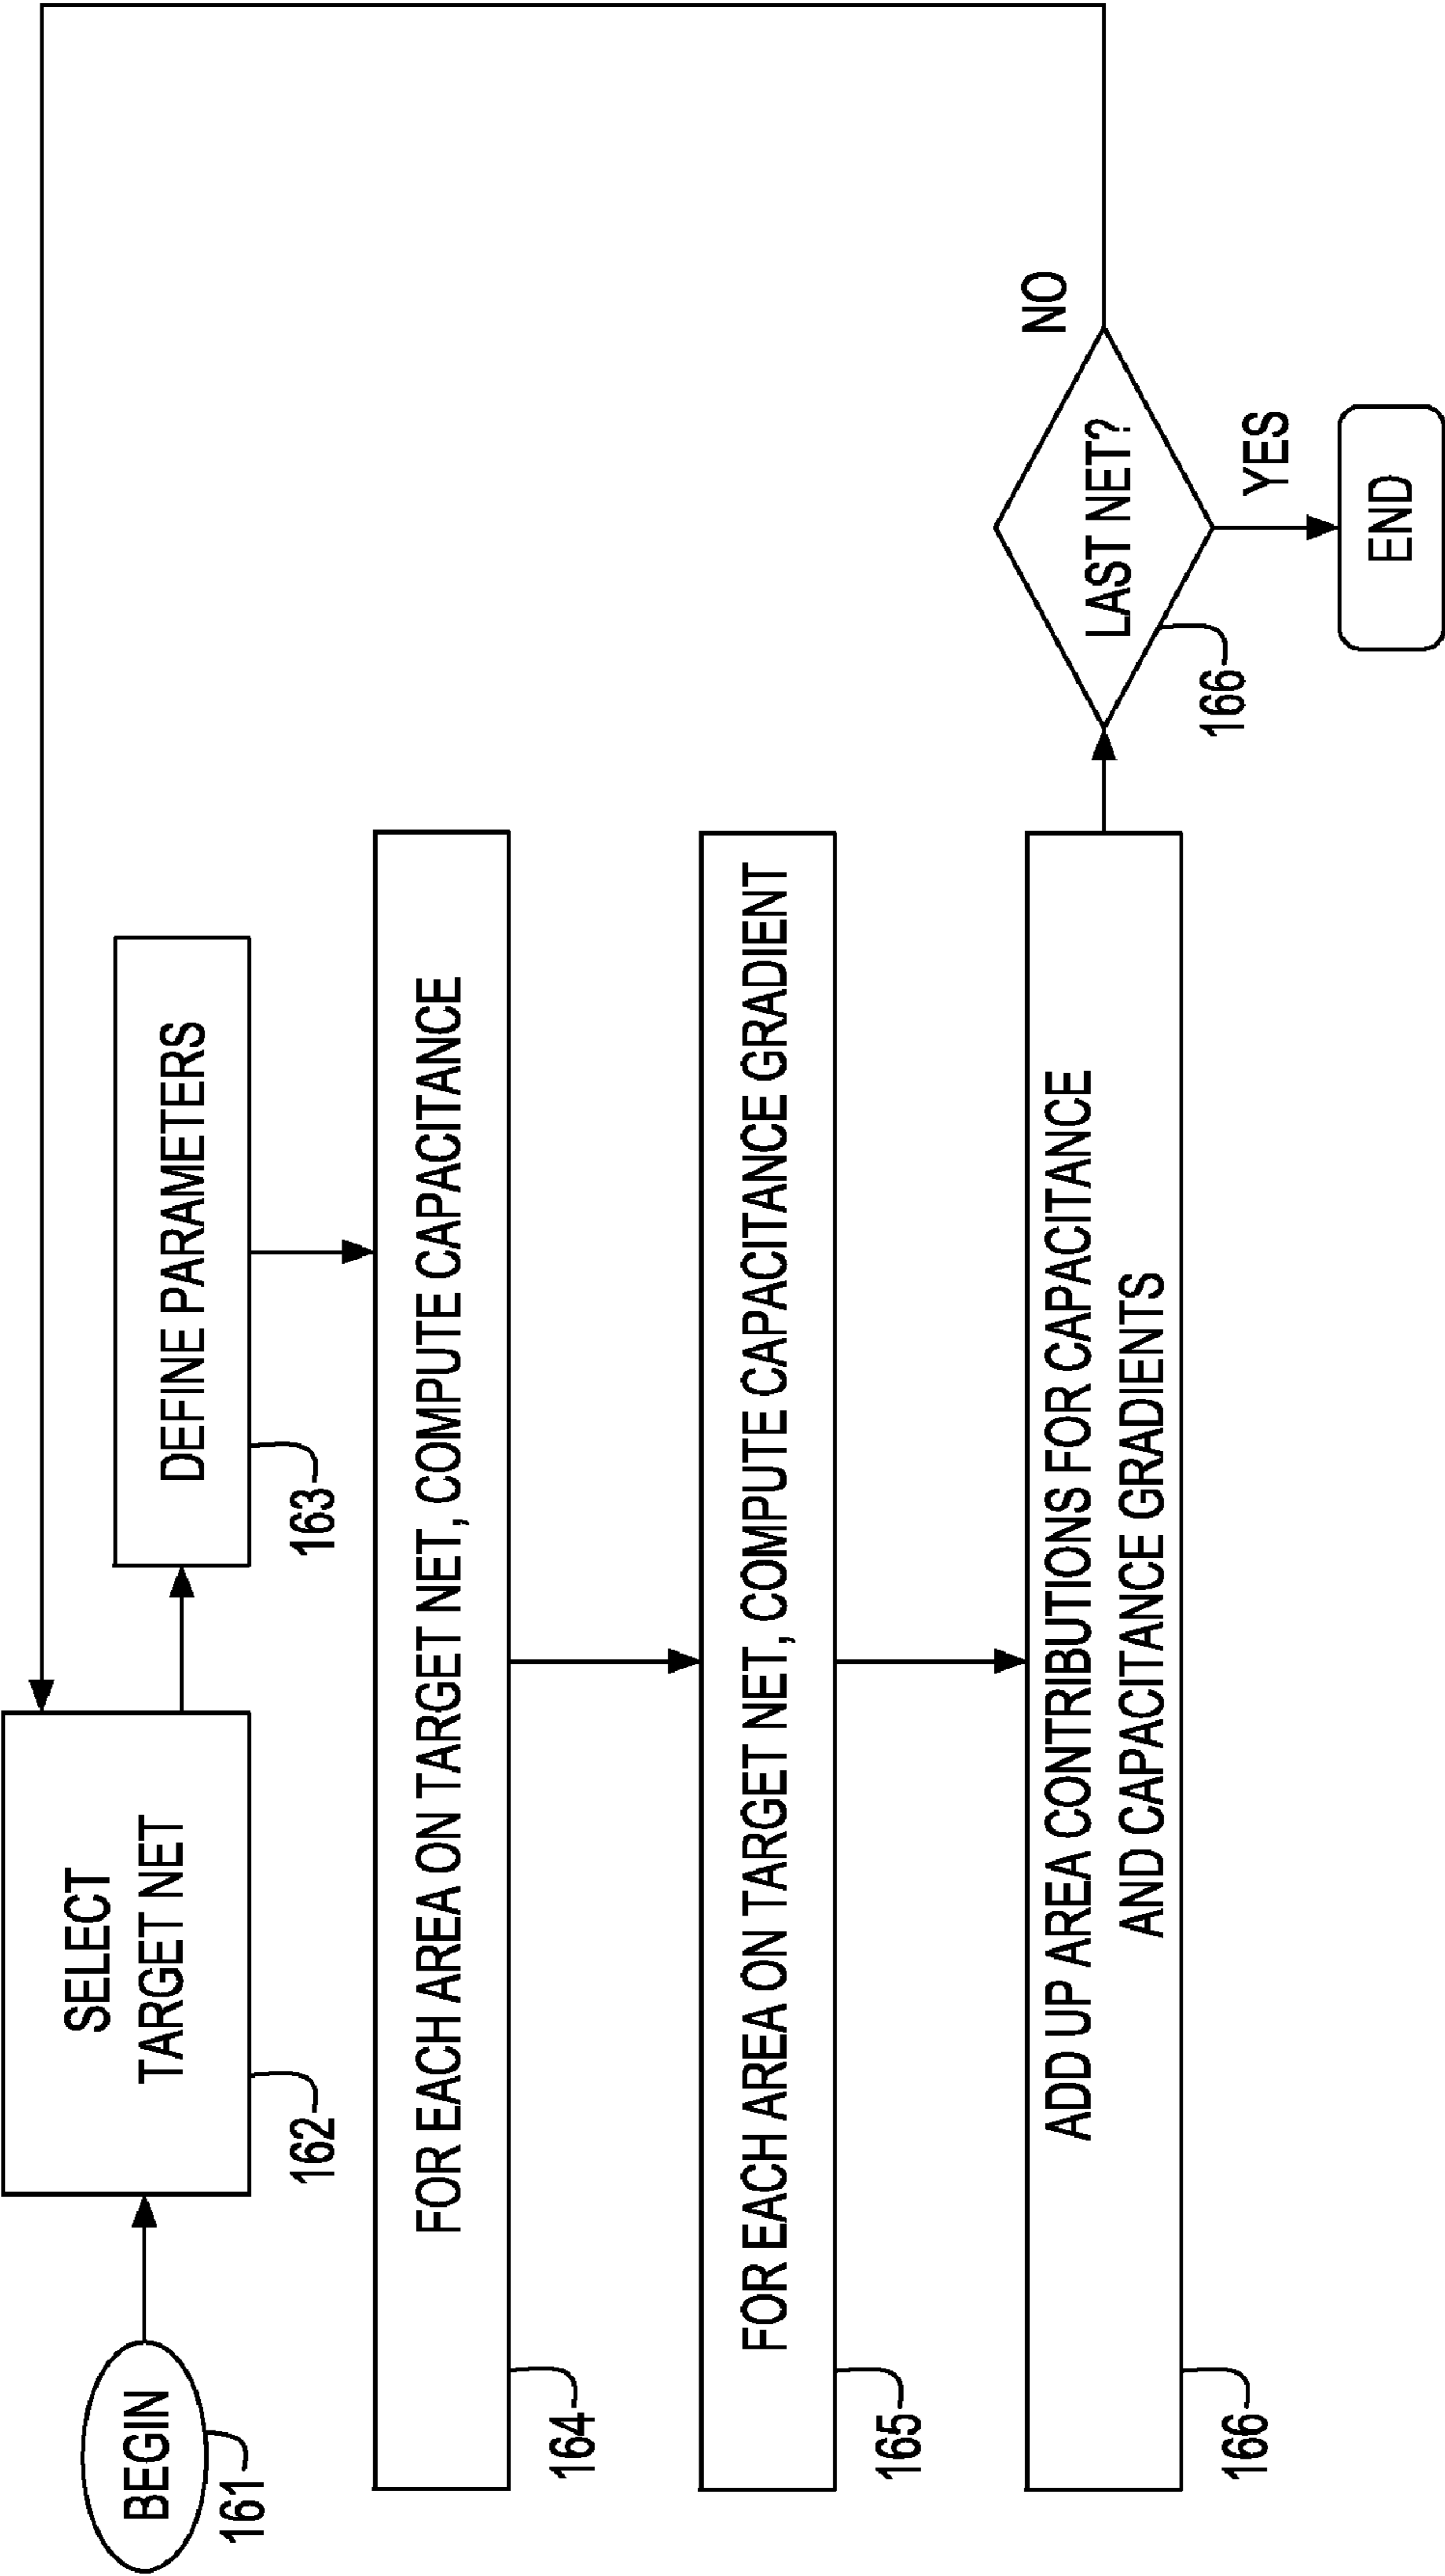 BEGIN
161
SELECT
TARGET NET
162
DEFINE PARAMETERS
163
FOR EACH AREA ON TARGET NET, COMPUTE CAPACITANCE
164
FOR EACH AREA ON TARGET NET, COMPUTE CAPACITANCE GRADIENT
165
ADD UP AREA CONTRIBUTIONS FOR CAPACITANCE
AND CAPACITANCE GRADIENTS
166
LAST NET?
166
NO
YES
END